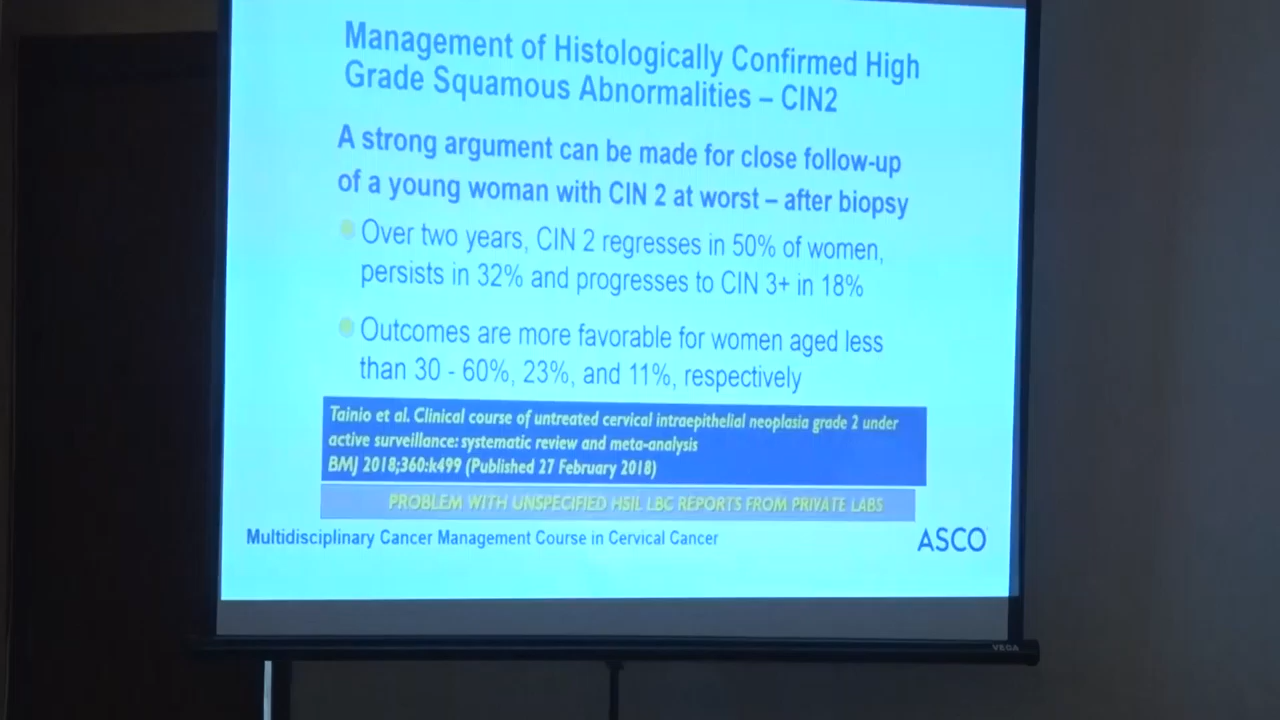 Management of Histologically Confirmed High
Grade Squamous Abnormalities – CIN2
A strong argument can be made for close follow-up
of a young woman with CIN 2 at worst – after biopsy
Over two years, CIN 2 regresses in 50% of women,
persists in 32% and progresses to CIN 3+ in 18%
Outcomes are more favorable for women aged less
than 30 - 60%, 23%, and 11%, respectively
Tainio et al. Clinical course of untreated cervical intraepithelial neoplasia grade 2 under
active surveillance: systematic review and meta-analysis
BMJ 2018;360:k499 (Published 27 February 2018)
PROBLEM WITH UNSPECIFIED HSIL LBC REPORTS FROM PRIVATE LABS
Multidisciplinary Cancer Management Course in Cervical Cancer
ASCO
VEGA